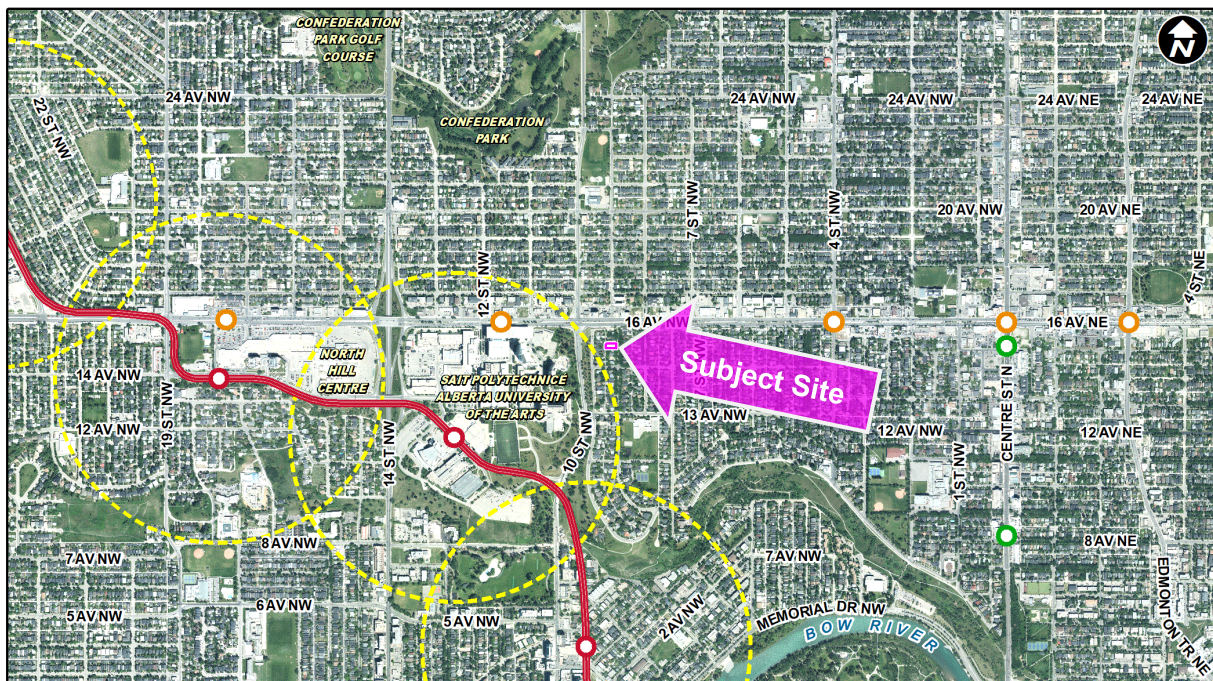 CONFEDERATION
PARK GOLF
COURSE
N
22 ST NW
24 AV NW
24 AV NW
24 AV NW
24 AV NE
24 AV NE
CONFEDERATION
PARK
7 ST NW
4 ST NW
20 AV NW
20 AV NE
4 ST NE
12 ST NW
16 AV NW
16 AV NE
Subject Site
NORTH
HILL
CENTRE
14 AV NW
19 ST NW
SAIT POLYTECHNICE
ALBERTA UNIVERSITY
OF THE ARTS
13 AV NW
12 AV NW
12 AV NW
12 AV NE
CENTRE ST N
14 ST NW
10 ST NW
1 ST NW
8 AV NW
7 AV NW
7 AV NW
8 AV NE
6 AV NW
5 AV NW
5 AV NW
2 AV NW
MEMORIAL DR NW
BOW RIVER
EDMONTON TR NE